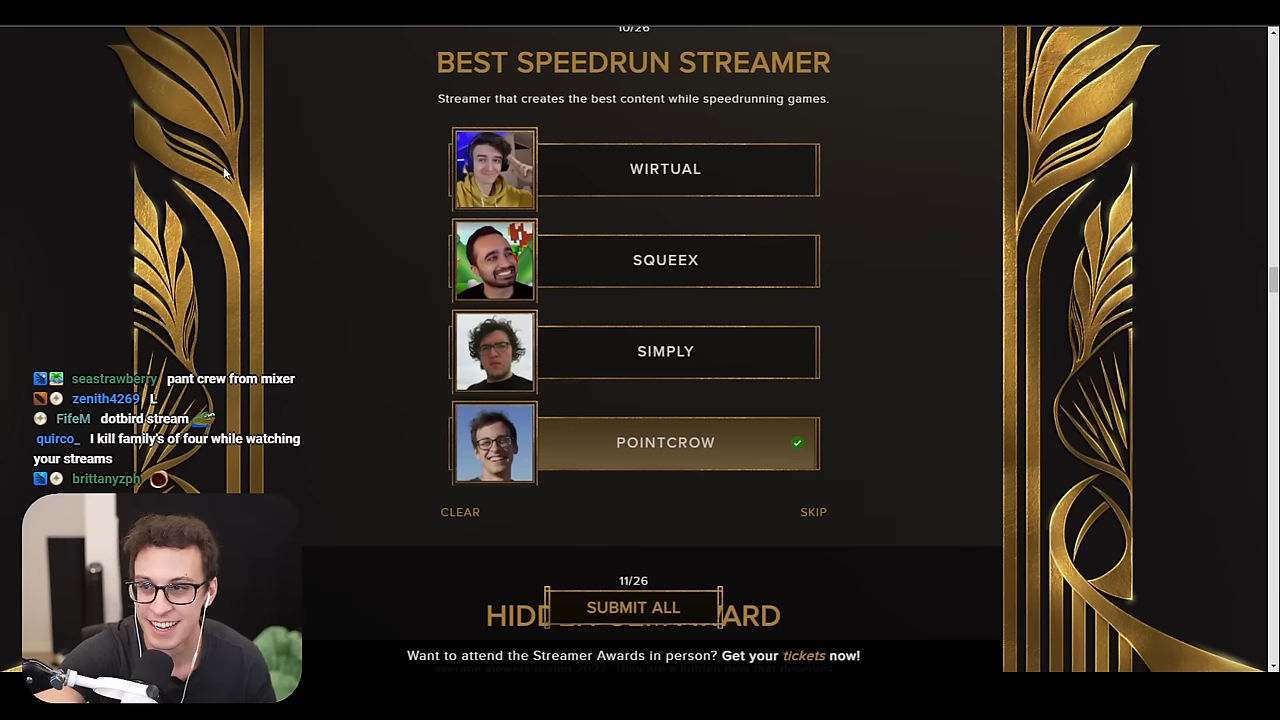 10/26
BEST SPEEDRUN STREAMER
Streamer that creates the best content while speedrunning games.
WIRTUAL
SQUEEX
SIMPLY
POINTCROW
CLEAR
SKIP
seastrawberry pant crew from mixer
zenith4269 L
FifeM dotbird stream
quirco_ I kill family's of four while watching
your streams
brittanyzph
11/26
SUBMIT ALL
Want to attend the Streamer Awards in person? Get your tickets now!